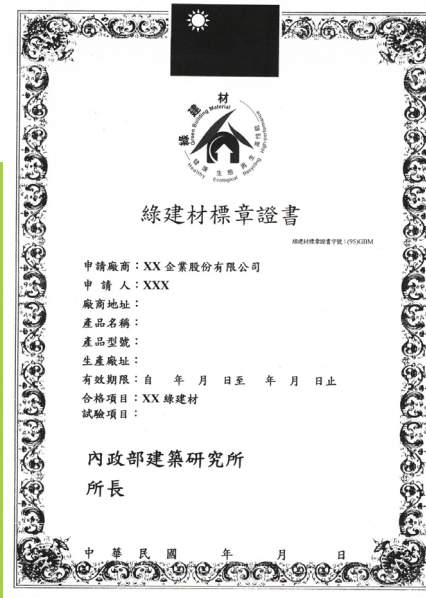 綠建材
Green Building Material
健康 生態 再生 高性能
Healthy Ecological Recycling High-performance
綠建材標章證書
綠建材標章證書字號：(95)GBM
申請廠商：XX 企業股份有限公司
申 請 人：XXX
廠商地址：
產品名稱：
產品型號：
生產廠址：
有效期限：自 年 月 日至 年 月 日止
合格項目：XX 綠建材
試驗項目：
內政部建築研究所
所長
中 華 民 國 年 月 日